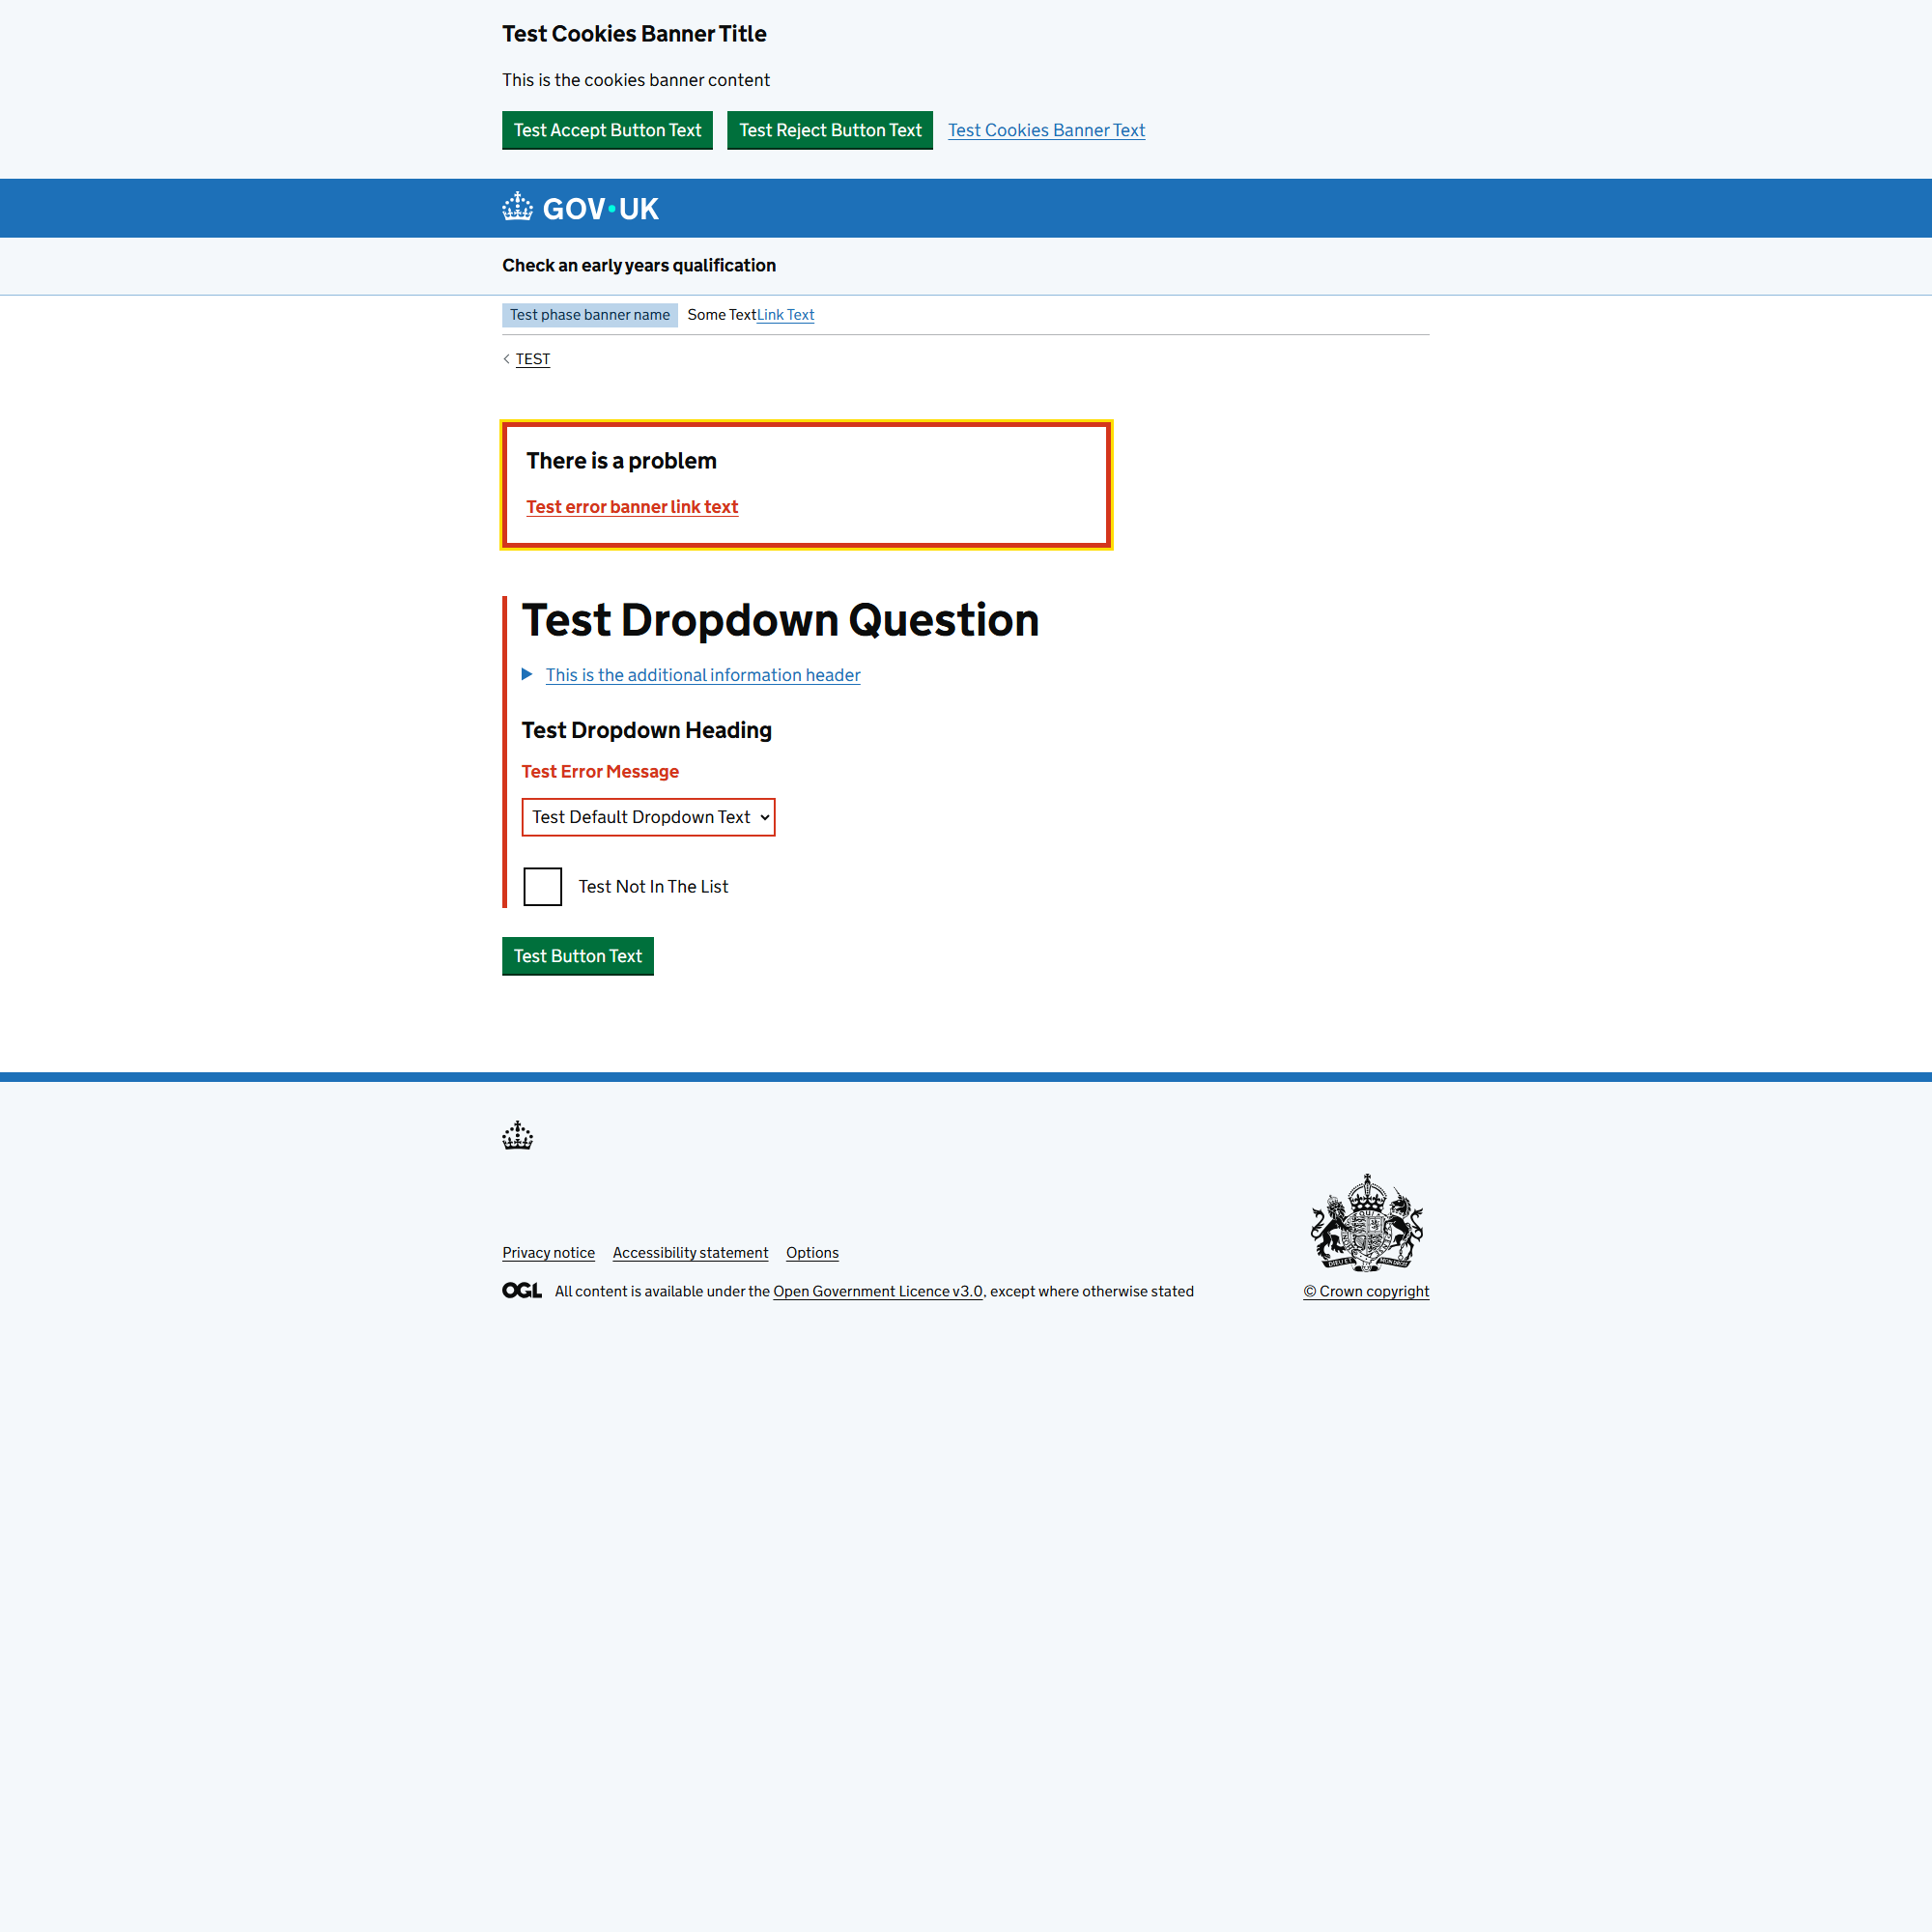 Test Cookies Banner Title
This is the cookies banner content
Test Accept Button Text Test Reject Button Text Test Cookies Banner Text
GOV·UK
Check an early years qualification
Test phase banner name Some TextLink Text
TEST
There is a problem
Test error banner link text
Test Dropdown Question
This is the additional information header
Test Dropdown Heading
Test Error Message
Test Default Dropdown Text
Test Not In The List
Test Button Text
Privacy notice Accessibility statement Options
OGL All content is available under the Open Government Licence v3.0, except where otherwise stated
© Crown copyright